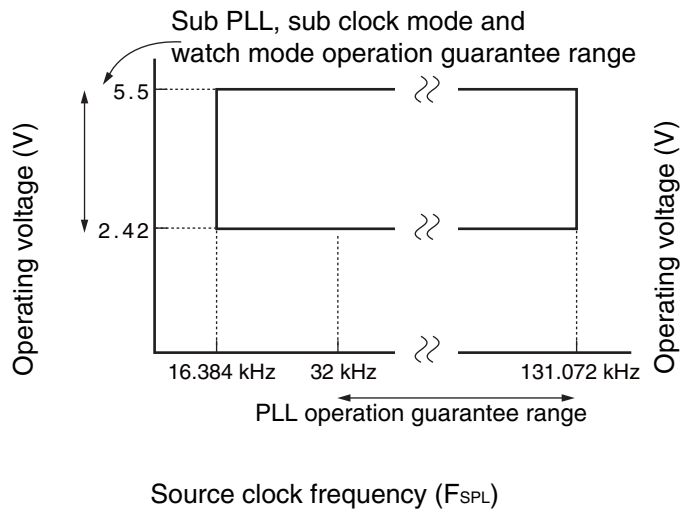 Sub PLL, sub clock mode and
watch mode operation guarantee range
5.5
Operating voltage (V)
2.42
Operating voltage (V)
16.384 kHz
32 kHz
131.072 kHz
PLL operation guarantee range
Source clock frequency (FSPL)